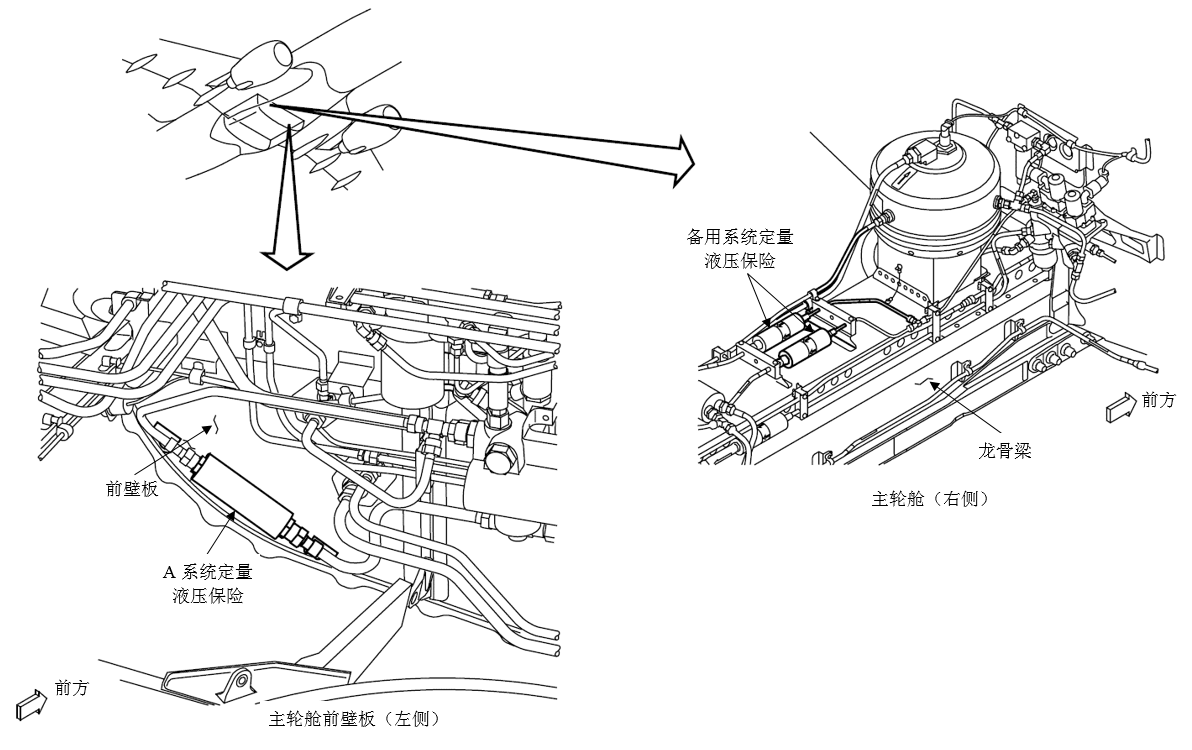 备用系统定量
液压保险
前方
龙骨梁
主轮舱（右侧）
前壁板
A 系统定量
液压保险
前方
主轮舱前壁板（左侧）